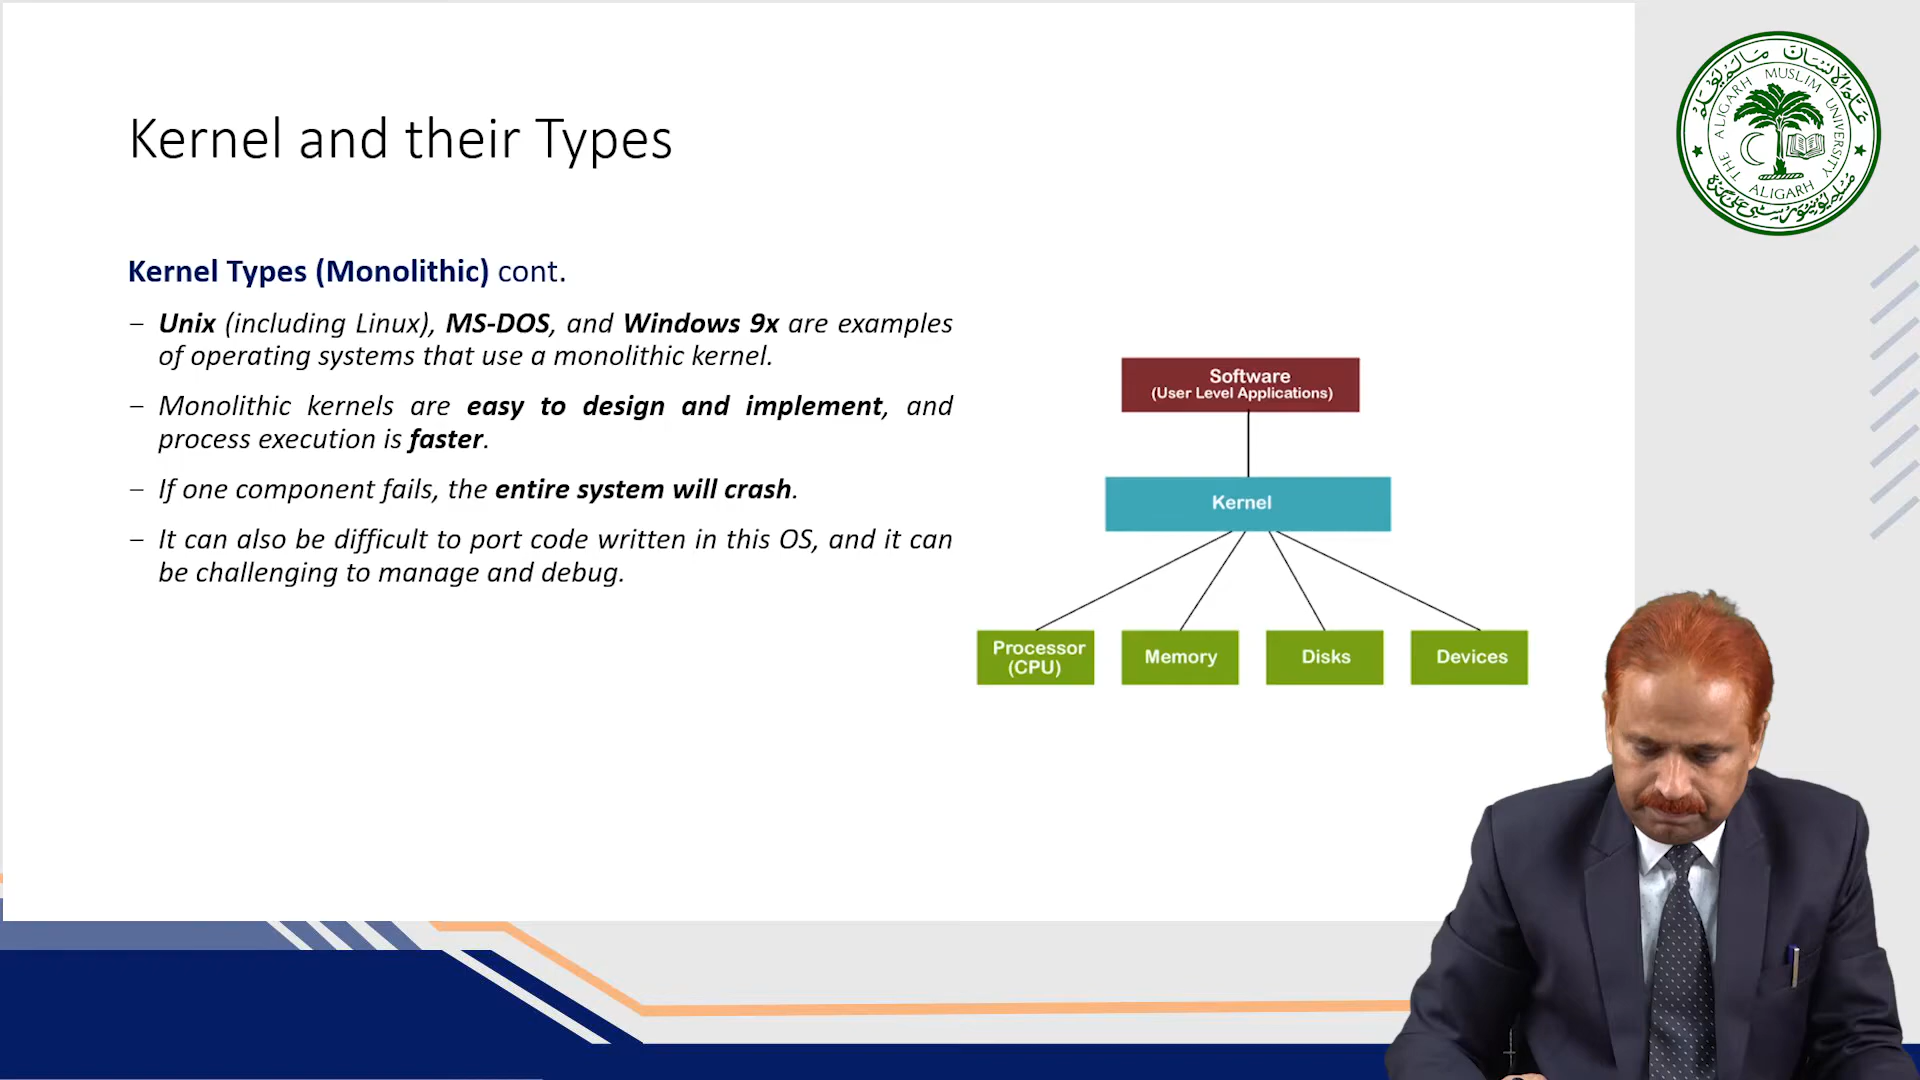 Kernel and their Types
Kernel Types (Monolithic) cont.
– Unix (including Linux), MS-DOS, and Windows 9x are examples
of operating systems that use a monolithic kernel.
– Monolithic kernels are easy to design and implement, and
process execution is faster.
– If one component fails, the entire system will crash.
– It can also be difficult to port code written in this OS, and it can
be challenging to manage and debug.
Software
(User Level Applications)
Kernel
Processor
(CPU)
Memory
Disks
Devices
THE ALIGARH MUSLIM UNIVERSITY
ALIGARH